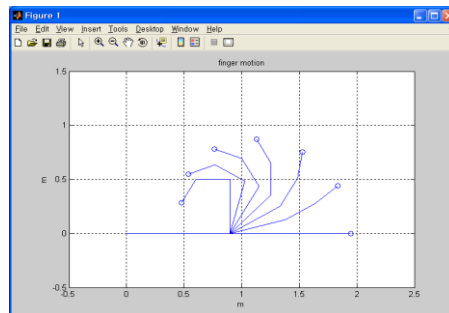 Figure 1
File Edit View Insert Tools Desktop Window Help
finger motion
1.5
1
0.5
0
-0.5
m
-0.5 0 0.5 1 1.5 2 2.5
m